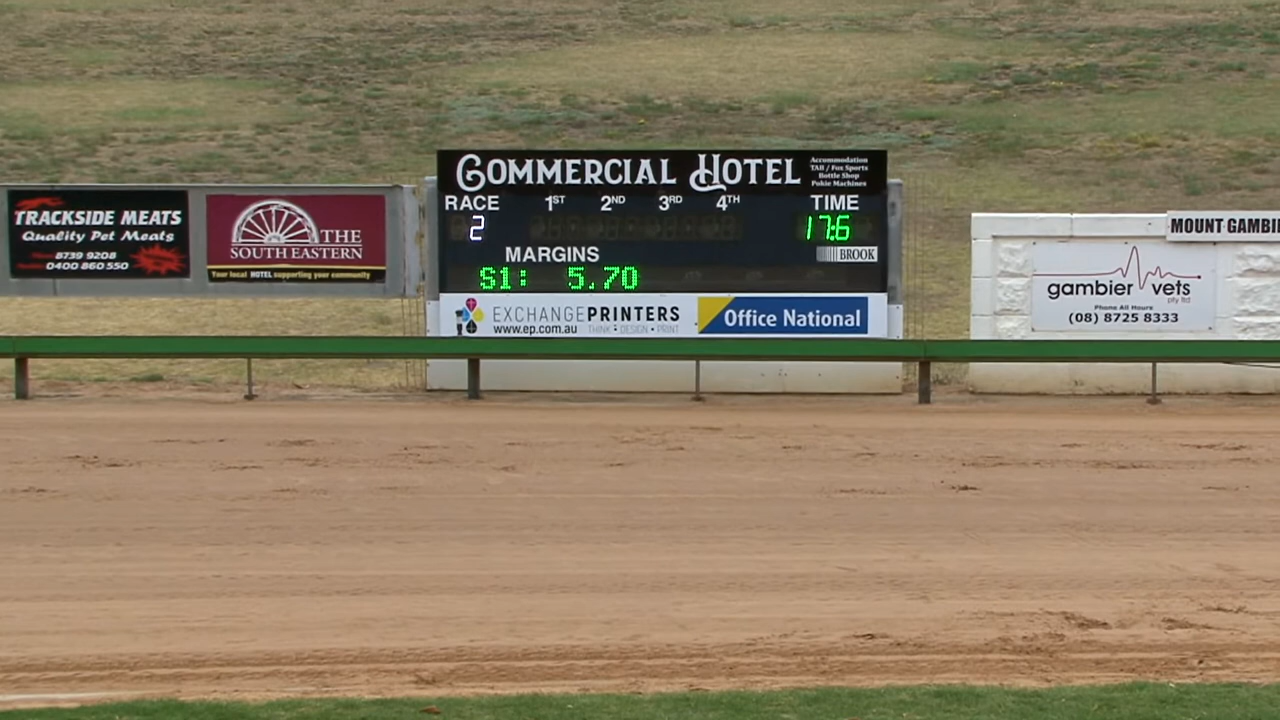 COMMERCIAL HOTEL
Accommodation
TAB / Fox Sports
Bottle Shop
Pokie Machines
RACE 1ST 2ND 3RD 4TH TIME
2 17:6
MARGINS
BROOK
S1: 5.70
EXCHANGEPRINTERS
www.ep.com.au THINK • DESIGN • PRINT
Office National
TRACKSIDE MEATS
Quality Pet Meats
8739 9208
0400 860 550
THE
SOUTH EASTERN
Your local HOTEL supporting your community
MOUNT GAMBI
gambier vets
pty ltd
Phone All Hours
(08) 8725 8333